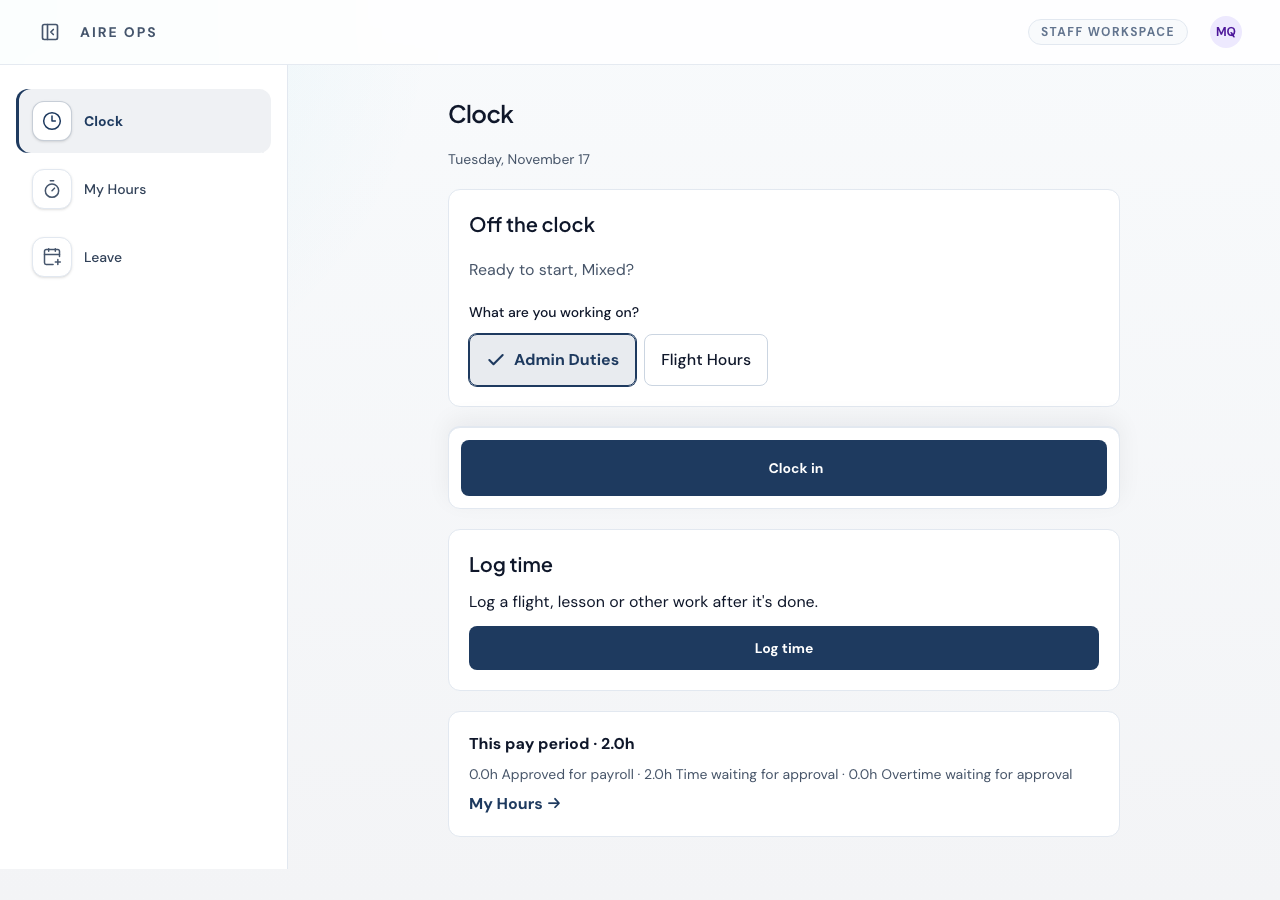 AIRE OPS
STAFF WORKSPACE
MQ
Clock
My Hours
Leave
Clock
Tuesday, November 17
Off the clock
Ready to start, Mixed?
What are you working on?
Admin Duties
Flight Hours
Clock in
Log time
Log a flight, lesson or other work after it's done.
Log time
This pay period · 2.0h
0.0h Approved for payroll · 2.0h Time waiting for approval · 0.0h Overtime waiting for approval
My Hours →